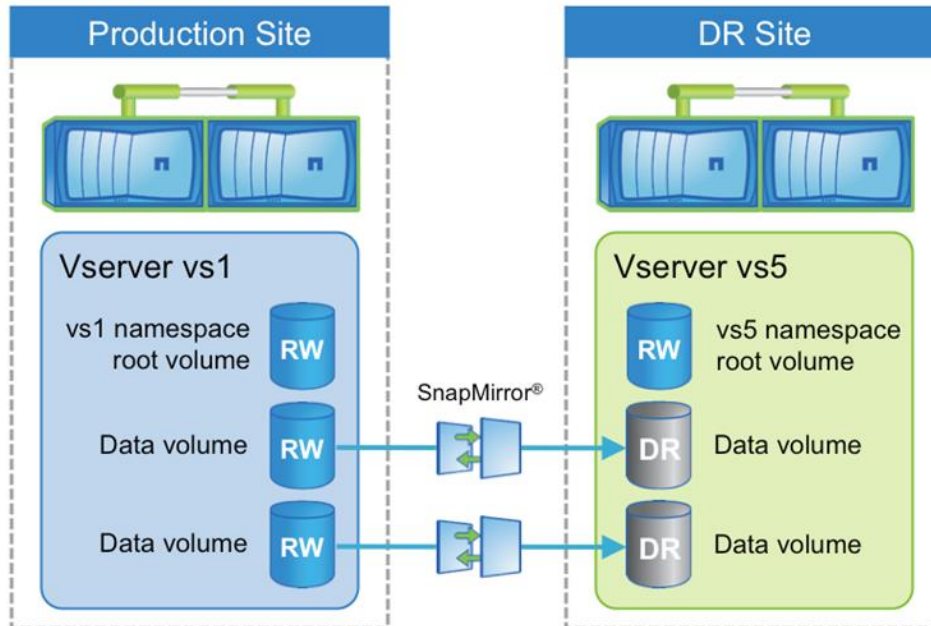 Production Site
DR Site
Vserver vs1
vs1 namespace
root volume
RW
Data volume
RW
Data volume
RW
SnapMirror®
Vserver vs5
RW
vs5 namespace
root volume
DR
Data volume
DR
Data volume